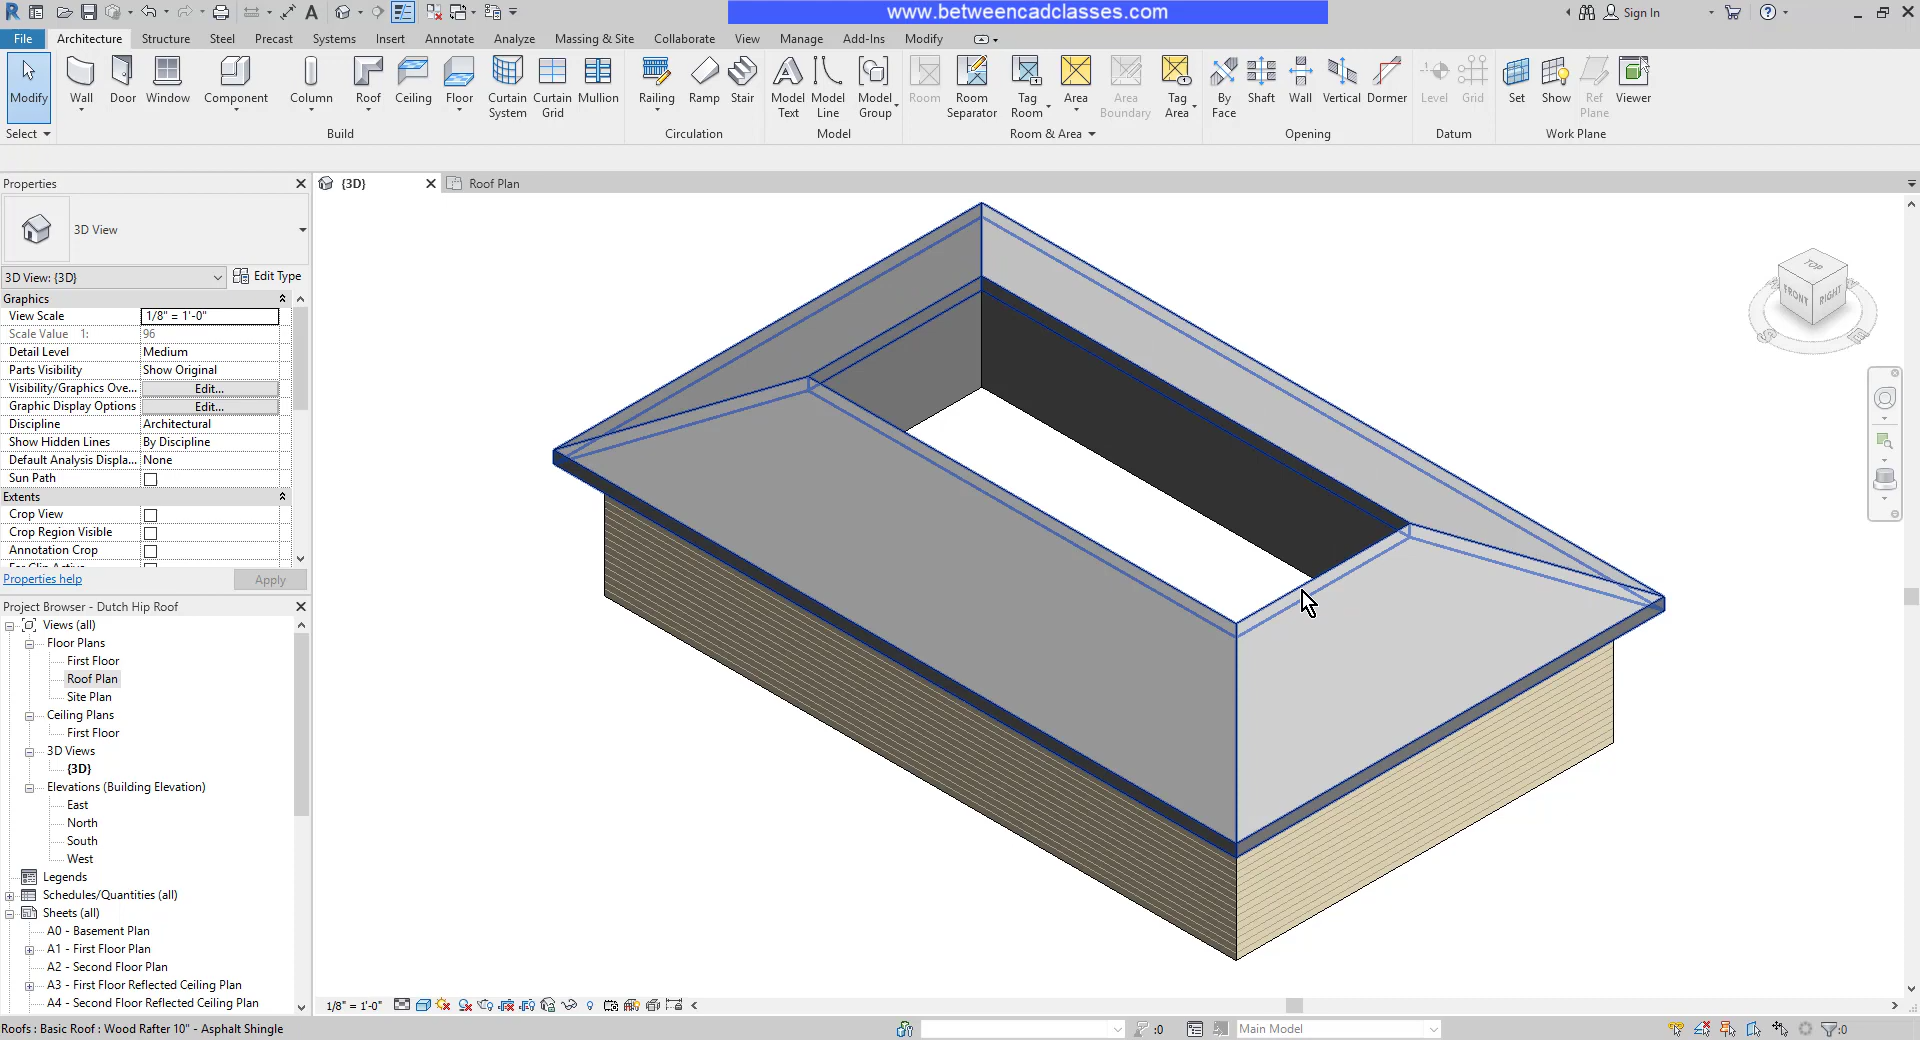 www.betweencadclasses.com
Sign In
File Architecture Structure Steel Precast Systems Insert Annotate Analyze Massing & Site Collaborate View Manage Add-Ins Modify
Modify Wall Door Window Component Column Roof Ceiling Floor Curtain System Curtain Grid Mullion Railing Ramp Stair Model Text Model Line Model Group Room Room Separator Tag Room Area Area Boundary Tag Area By Face Shaft Wall Vertical Dormer Level Grid Set Show Ref Plane Viewer
Select Build Circulation Model Room & Area Opening Datum Work Plane
Properties
{3D} Roof Plan
3D View
3D View: {3D} Edit Type
Graphics
View Scale 1/8" = 1'-0"
Scale Value 1: 96
Detail Level Medium
Parts Visibility Show Original
Visibility/Graphics Ove... Edit...
Graphic Display Options Edit...
Discipline Architectural
Show Hidden Lines By Discipline
Default Analysis Displa... None
Sun Path
Extents
Crop View
Crop Region Visible
Annotation Crop
Properties help Apply
Project Browser - Dutch Hip Roof
Views (all)
Floor Plans
First Floor
Roof Plan
Site Plan
Ceiling Plans
First Floor
3D Views
{3D}
Elevations (Building Elevation)
East
North
South
West
Legends
Schedules/Quantities (all)
Sheets (all)
A0 - Basement Plan
A1 - First Floor Plan
A2 - Second Floor Plan
A3 - First Floor Reflected Ceiling Plan
A4 - Second Floor Reflected Ceiling Plan
TOP
FRONT RIGHT
S E
1/8" = 1'-0"
Roofs : Basic Roof : Wood Rafter 10" - Asphalt Shingle
:0
Main Model
:0